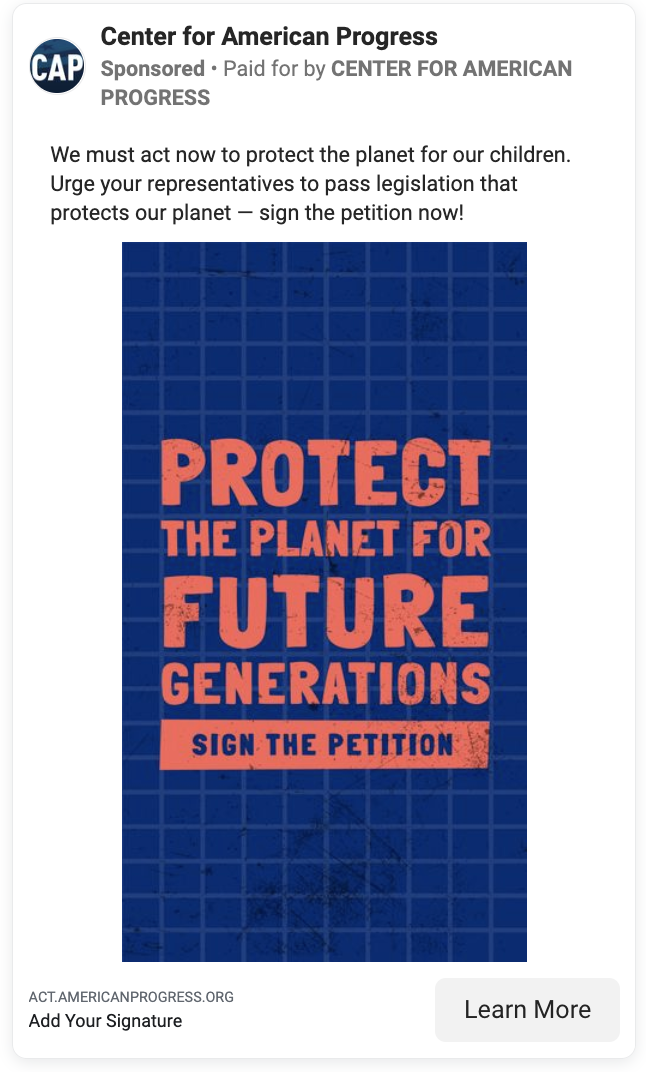 CAP
Center for American Progress
Sponsored • Paid for by CENTER FOR AMERICAN
PROGRESS
We must act now to protect the planet for our children.
Urge your representatives to pass legislation that
protects our planet — sign the petition now!
PROTECT
THE PLANET FOR
FUTURE
GENERATIONS
SIGN THE PETITION
ACT.AMERICANPROGRESS.ORG
Add Your Signature
Learn More